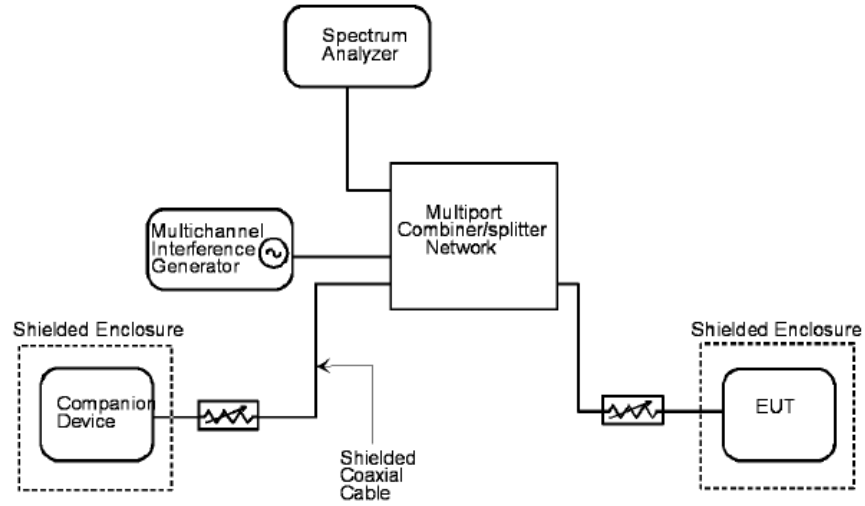 Spectrum
Analyzer
Multiport
Combiner/splitter
Network
Multichannel
Interference
Generator
Shielded Enclosure
Shielded Enclosure
Companion
Device
EUT
Shielded
Coaxial
Cable